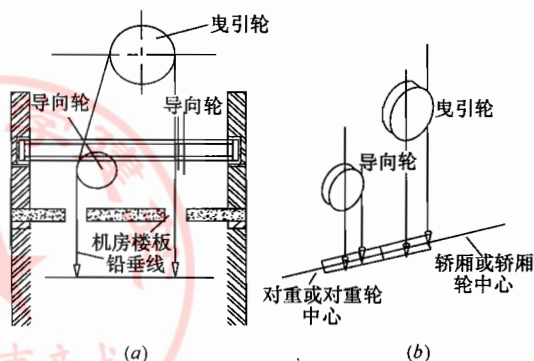 曳引轮
导向轮
导向轮
机房楼板
铅垂线
(a)
曳引轮
导向轮
对重或对重轮
中心
轿厢或轿厢
轮中心
(b)